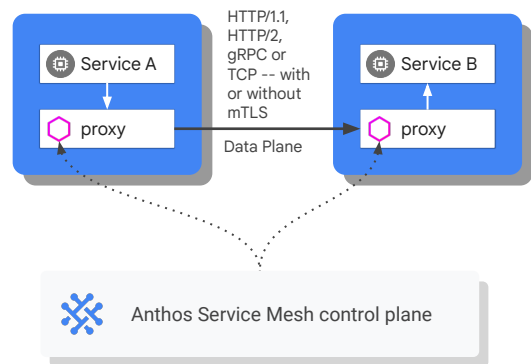 HTTP/1.1,
HTTP/2,
gRPC or
TCP -- with
or without
mTLS
Service A
Service B
proxy
proxy
Data Plane
Anthos Service Mesh control plane